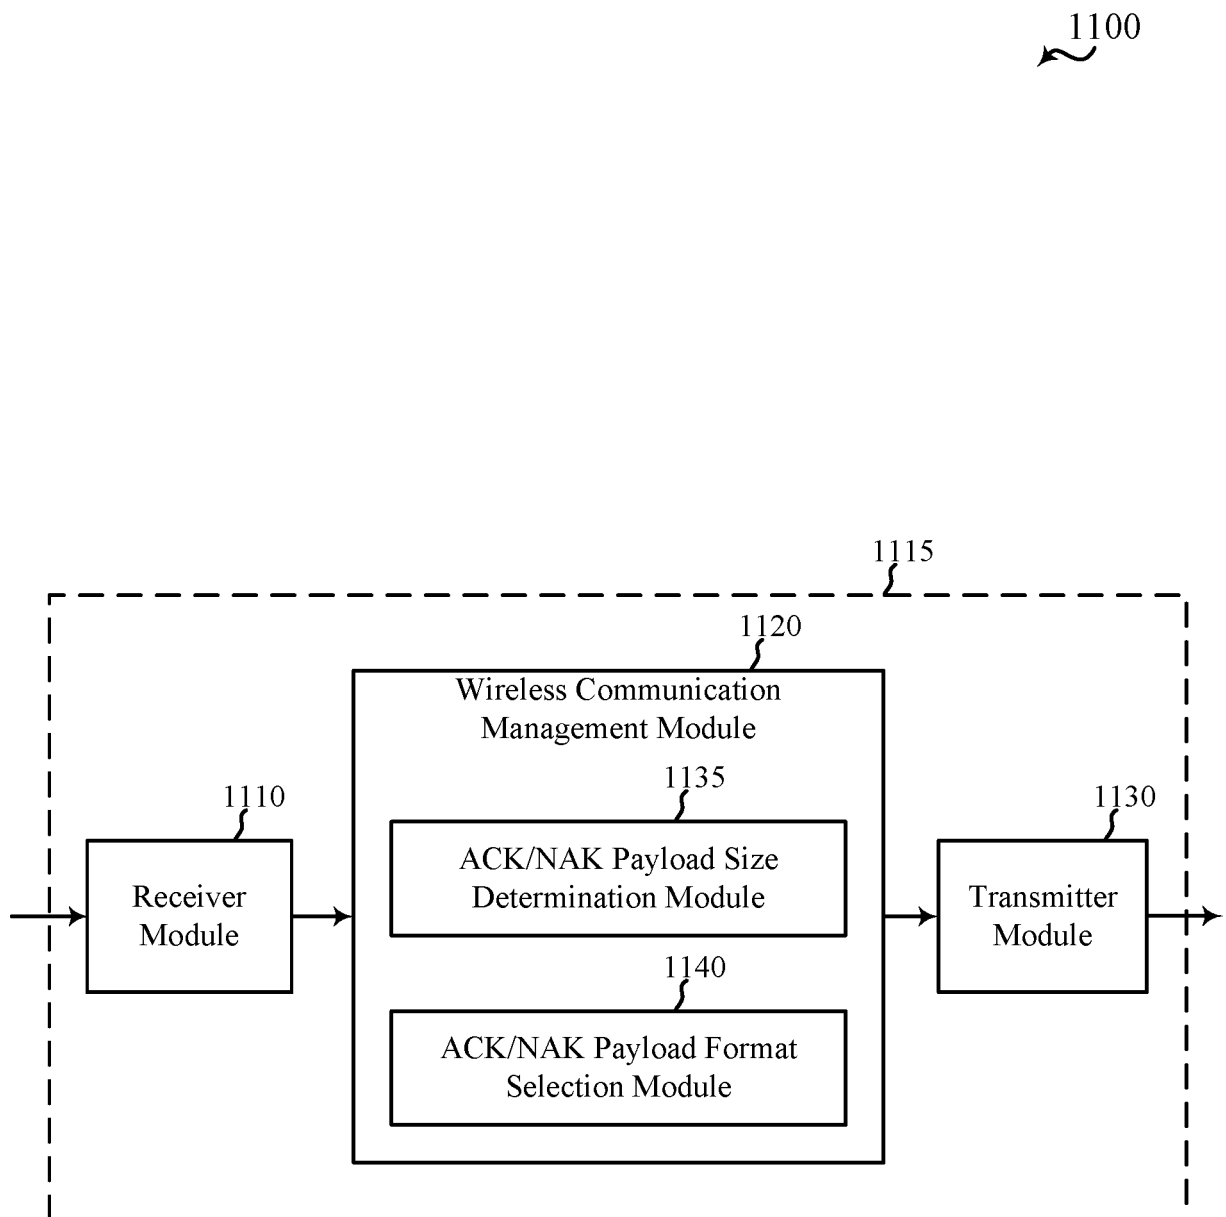 1100
1115
1120
Wireless Communication
Management Module
1135
1110
1130
ACK/NAK Payload Size
Determination Module
Receiver
Module
Transmitter
Module
1140
ACK/NAK Payload Format
Selection Module